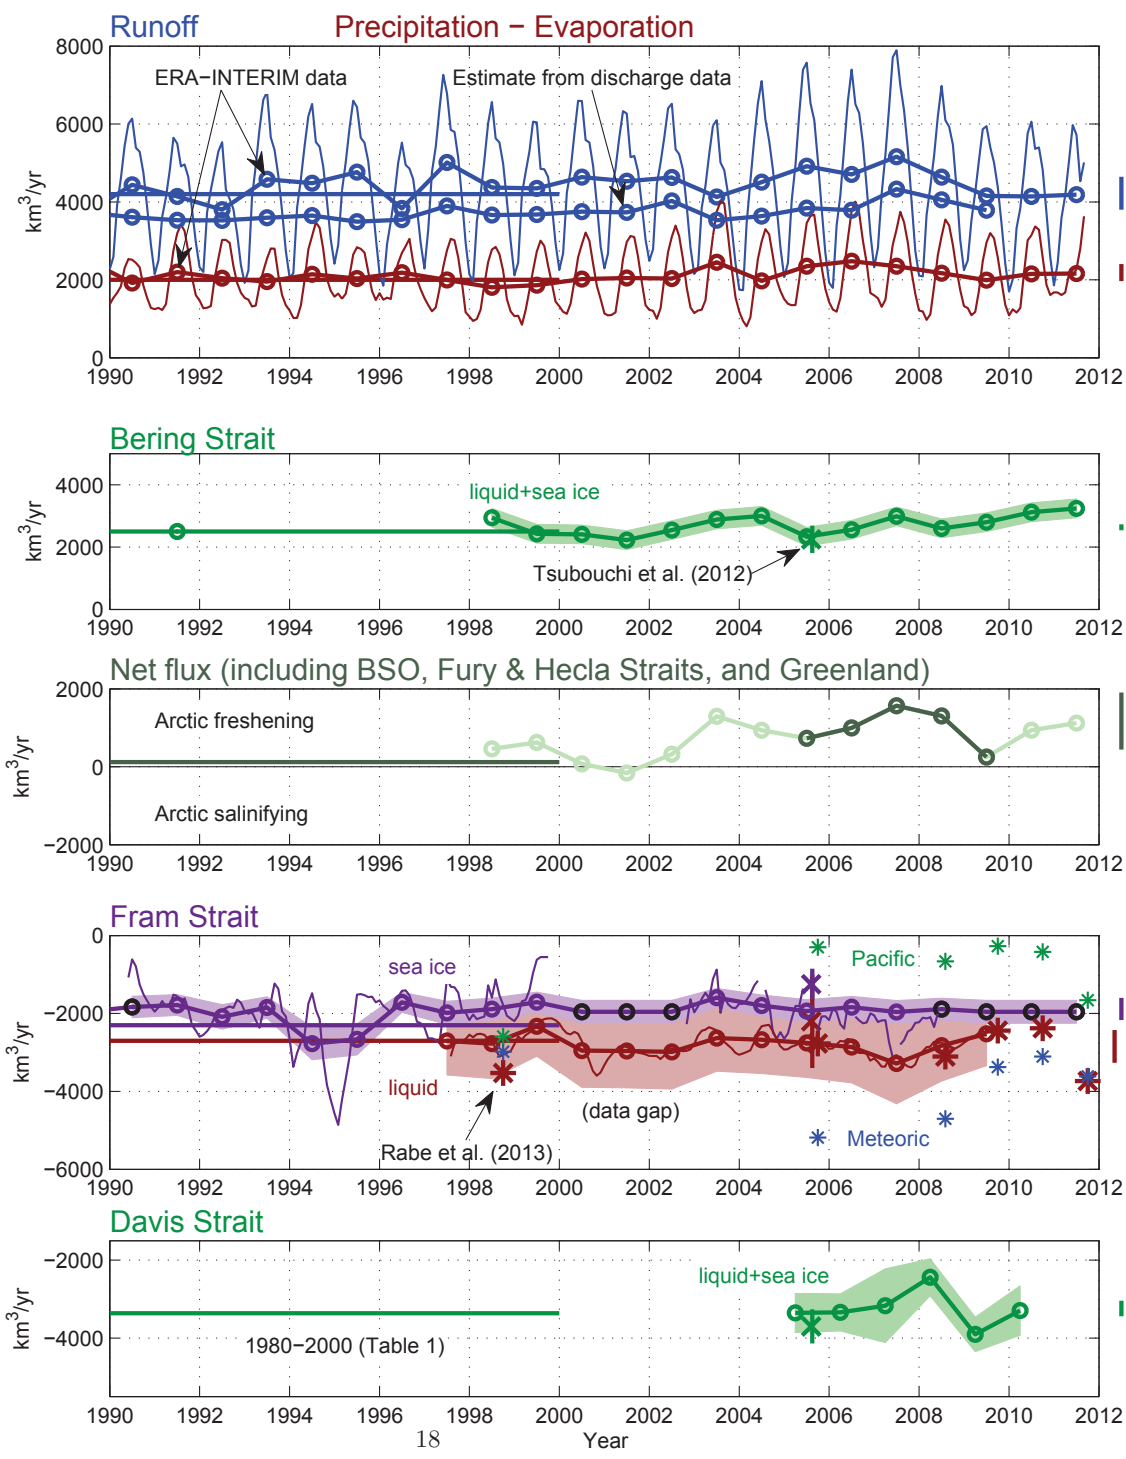 Runoff Precipitation − Evaporation
8000
ERA−INTERIM data Estimate from discharge data
6000
4000
2000
0
km³/yr
1990 1992 1994 1996 1998 2000 2002 2004 2006 2008 2010 2012
Bering Strait
4000
liquid+sea ice
2000
Tsubouchi et al. (2012)
0
km³/yr
1990 1992 1994 1996 1998 2000 2002 2004 2006 2008 2010 2012
Net flux (including BSO, Fury & Hecla Straits, and Greenland)
2000
Arctic freshening
0
Arctic salinifying
−2000
km³/yr
1990 1992 1994 1996 1998 2000 2002 2004 2006 2008 2010 2012
Fram Strait
0
sea ice Pacific
−2000
−4000
liquid
(data gap)
Rabe et al. (2013) Meteoric
−6000
km³/yr
1990 1992 1994 1996 1998 2000 2002 2004 2006 2008 2010 2012
Davis Strait
−2000
liquid+sea ice
−4000
1980−2000 (Table 1)
km³/yr
1990 1992 1994 1996 1998 2000 2002 2004 2006 2008 2010 2012
18 Year